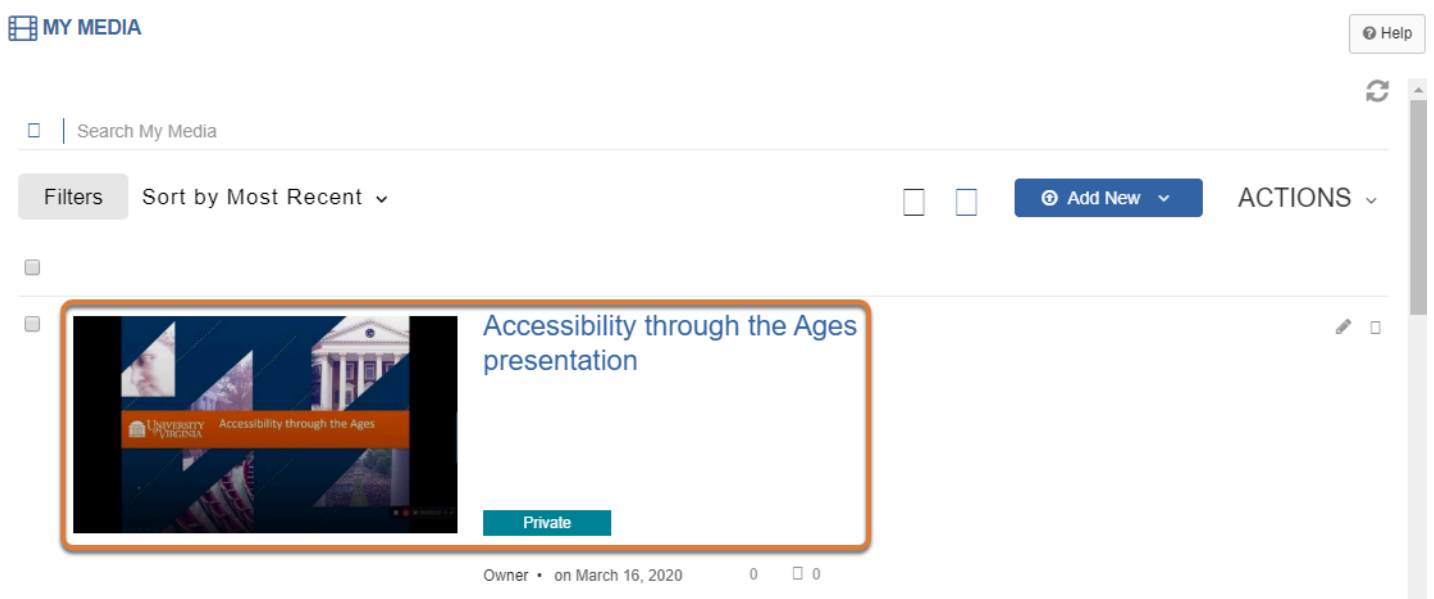 MY MEDIA
Help
Search My Media
Filters Sort by Most Recent
Add New ACTIONS
Accessibility through the Ages
presentation
UNIVERSITY
of VIRGINIA
Accessibility through the Ages
Private
Owner • on March 16, 2020 0 0